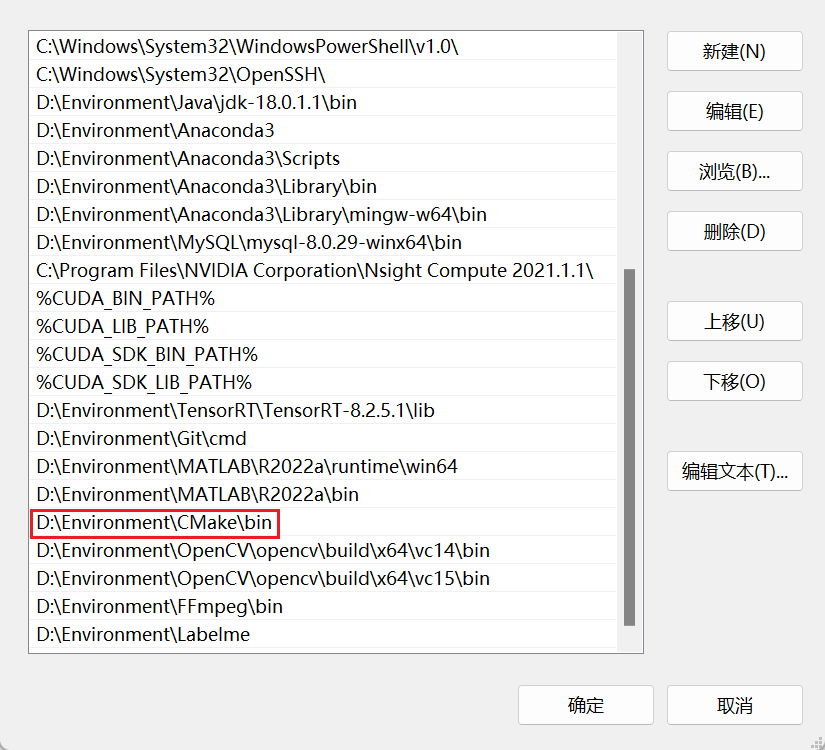 C:\Windows\System32\WindowsPowerShell\v1.0\
C:\Windows\System32\OpenSSH\
D:\Environment\Java\jdk-18.0.1.1\bin
D:\Environment\Anaconda3
D:\Environment\Anaconda3\Scripts
D:\Environment\Anaconda3\Library\bin
D:\Environment\Anaconda3\Library\mingw-w64\bin
D:\Environment\MySQL\mysql-8.0.29-winx64\bin
C:\Program Files\NVIDIA Corporation\Nsight Compute 2021.1.1\
%CUDA_BIN_PATH%
%CUDA_LIB_PATH%
%CUDA_SDK_BIN_PATH%
%CUDA_SDK_LIB_PATH%
D:\Environment\TensorRT\TensorRT-8.2.5.1\lib
D:\Environment\Git\cmd
D:\Environment\MATLAB\R2022a\runtime\win64
D:\Environment\MATLAB\R2022a\bin
D:\Environment\CMake\bin
D:\Environment\OpenCV\opencv\build\x64\vc14\bin
D:\Environment\OpenCV\opencv\build\x64\vc15\bin
D:\Environment\FFmpeg\bin
D:\Environment\Labelme
新建(N)
编辑(E)
浏览(B)...
删除(D)
上移(U)
下移(O)
编辑文本(T)...
确定
取消